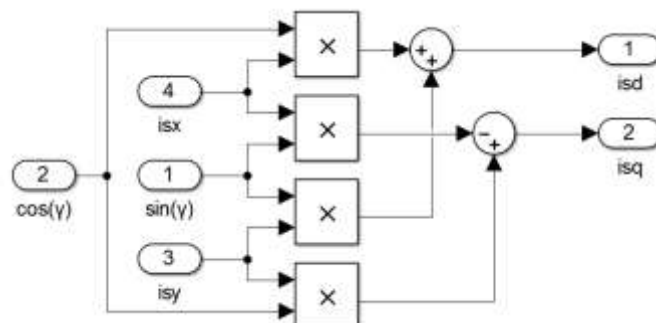 ×
+
+
1
isd
4
isx
×
-
+
2
isq
2
cos(γ)
1
sin(γ)
×
3
isy
×